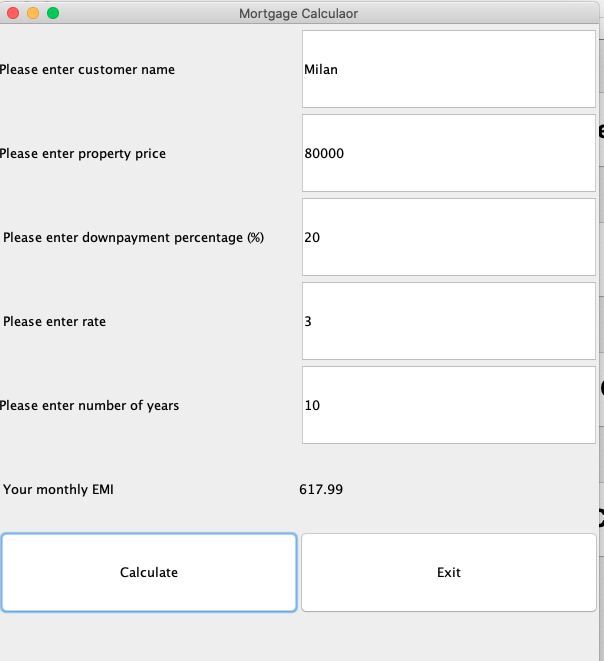 Mortgage Calculaor
Please enter customer name
Milan
Please enter property price
80000
Please enter downpayment percentage (%)
20
Please enter rate
3
Please enter number of years
10
Your monthly EMI
617.99
Calculate
Exit